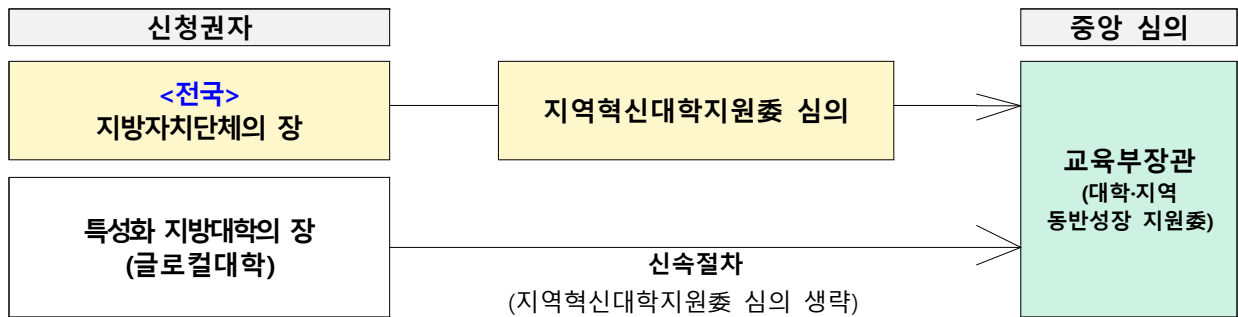 신청권자
중앙 심의
<전국>
지방자치단체의 장
지역혁신대학지원委 심의
교육부장관
(대학·지역
동반성장 지원委)
특성화 지방대학의 장
(글로컬대학)
신속절차
(지역혁신대학지원委 심의 생략)